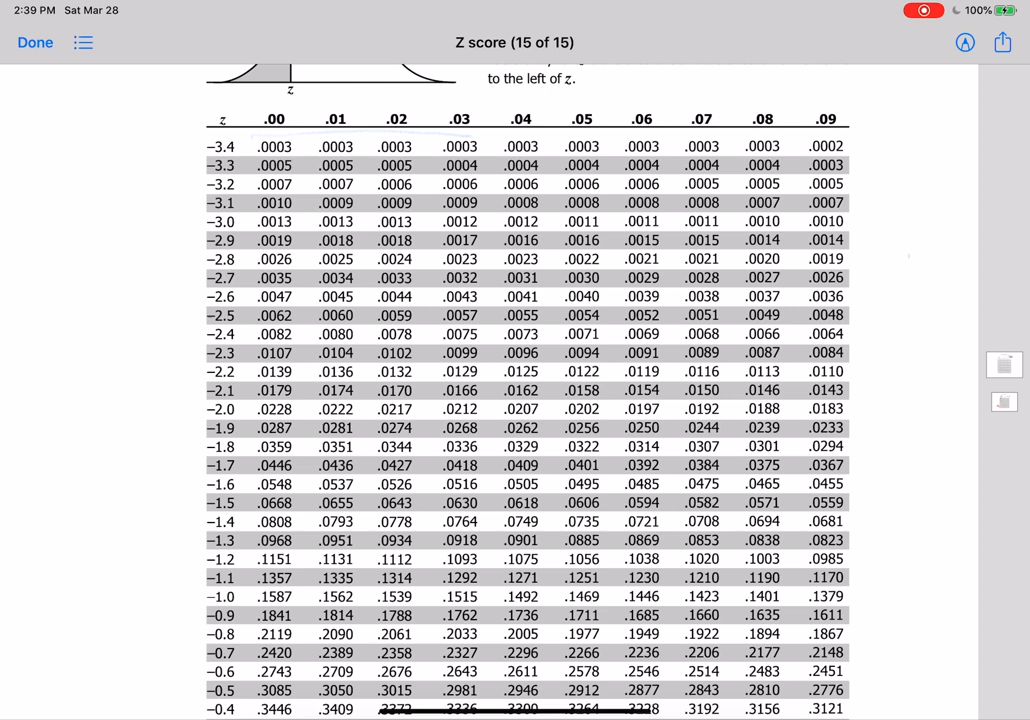 2:39 PM Sat Mar 28 100%
Done Z score (15 of 15)
to the left of z.
z
z .00 .01 .02 .03 .04 .05 .06 .07 .08 .09
−3.4 .0003 .0003 .0003 .0003 .0003 .0003 .0003 .0003 .0003 .0002
−3.3 .0005 .0005 .0005 .0004 .0004 .0004 .0004 .0004 .0004 .0003
−3.2 .0007 .0007 .0006 .0006 .0006 .0006 .0006 .0005 .0005 .0005
−3.1 .0010 .0009 .0009 .0009 .0008 .0008 .0008 .0008 .0007 .0007
−3.0 .0013 .0013 .0013 .0012 .0012 .0011 .0011 .0011 .0010 .0010
−2.9 .0019 .0018 .0018 .0017 .0016 .0016 .0015 .0015 .0014 .0014
−2.8 .0026 .0025 .0024 .0023 .0023 .0022 .0021 .0021 .0020 .0019
−2.7 .0035 .0034 .0033 .0032 .0031 .0030 .0029 .0028 .0027 .0026
−2.6 .0047 .0045 .0044 .0043 .0041 .0040 .0039 .0038 .0037 .0036
−2.5 .0062 .0060 .0059 .0057 .0055 .0054 .0052 .0051 .0049 .0048
−2.4 .0082 .0080 .0078 .0075 .0073 .0071 .0069 .0068 .0066 .0064
−2.3 .0107 .0104 .0102 .0099 .0096 .0094 .0091 .0089 .0087 .0084
−2.2 .0139 .0136 .0132 .0129 .0125 .0122 .0119 .0116 .0113 .0110
−2.1 .0179 .0174 .0170 .0166 .0162 .0158 .0154 .0150 .0146 .0143
−2.0 .0228 .0222 .0217 .0212 .0207 .0202 .0197 .0192 .0188 .0183
−1.9 .0287 .0281 .0274 .0268 .0262 .0256 .0250 .0244 .0239 .0233
−1.8 .0359 .0351 .0344 .0336 .0329 .0322 .0314 .0307 .0301 .0294
−1.7 .0446 .0436 .0427 .0418 .0409 .0401 .0392 .0384 .0375 .0367
−1.6 .0548 .0537 .0526 .0516 .0505 .0495 .0485 .0475 .0465 .0455
−1.5 .0668 .0655 .0643 .0630 .0618 .0606 .0594 .0582 .0571 .0559
−1.4 .0808 .0793 .0778 .0764 .0749 .0735 .0721 .0708 .0694 .0681
−1.3 .0968 .0951 .0934 .0918 .0901 .0885 .0869 .0853 .0838 .0823
−1.2 .1151 .1131 .1112 .1093 .1075 .1056 .1038 .1020 .1003 .0985
−1.1 .1357 .1335 .1314 .1292 .1271 .1251 .1230 .1210 .1190 .1170
−1.0 .1587 .1562 .1539 .1515 .1492 .1469 .1446 .1423 .1401 .1379
−0.9 .1841 .1814 .1788 .1762 .1736 .1711 .1685 .1660 .1635 .1611
−0.8 .2119 .2090 .2061 .2033 .2005 .1977 .1949 .1922 .1894 .1867
−0.7 .2420 .2389 .2358 .2327 .2296 .2266 .2236 .2206 .2177 .2148
−0.6 .2743 .2709 .2676 .2643 .2611 .2578 .2546 .2514 .2483 .2451
−0.5 .3085 .3050 .3015 .2981 .2946 .2912 .2877 .2843 .2810 .2776
−0.4 .3446 .3409 .3192 .3156 .3121